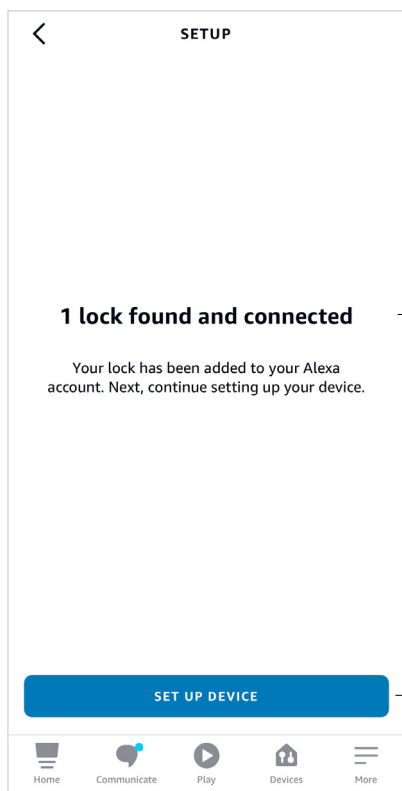 SETUP
1 lock found and connected
Your lock has been added to your Alexa
account. Next, continue setting up your device.
SET UP DEVICE
Home Communicate Play Devices More